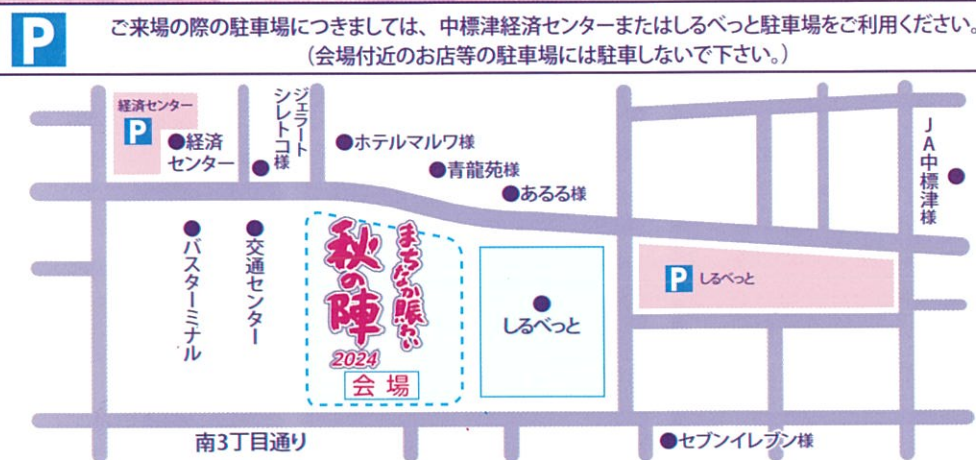 P
ご来場の際の駐車場につきましては、中標津経済センターまたはしるべっと駐車場をご利用ください。
（会場付近のお店等の駐車場には駐車しないで下さい。）
経済センター
P
●経済
センター
ジェラート
シレトコ様
●ホテルマルワ様
●青龍苑様
●あるる様
JA中標津様
●バスターミナル
●交通センター
まちなか賑わい
秋の陣
2024
会場
しるべっと
P しるべっと
南3丁目通り
●セブンイレブン様